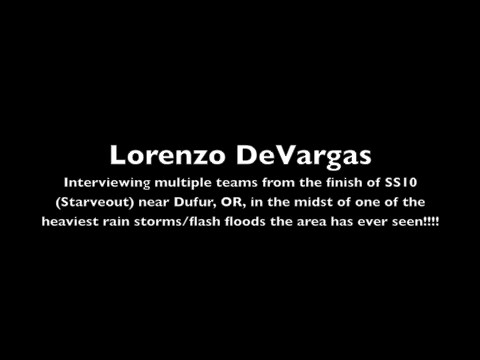 Lorenzo DeVargas
Interviewing multiple teams from the finish of SS10
(Starveout) near Dufur, OR, in the midst of one of the
heaviest rain storms/flash floods the area has ever seen!!!!